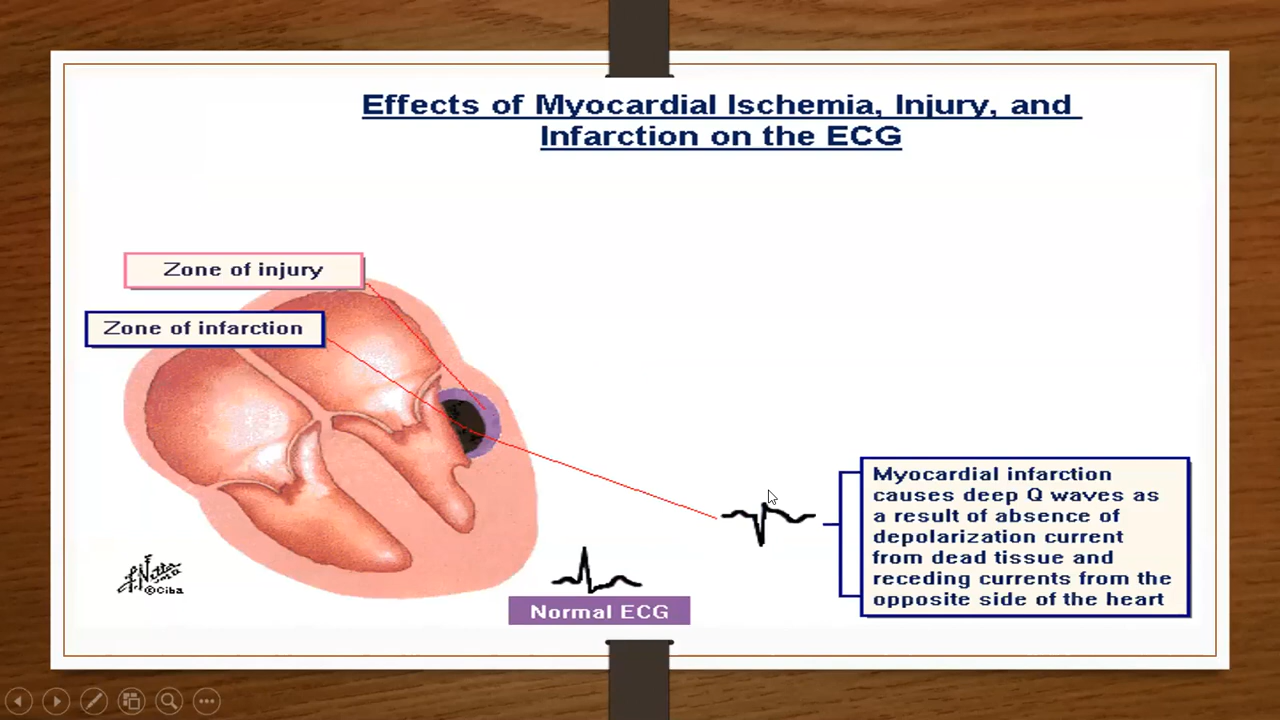 Effects of Myocardial Ischemia, Injury, and
Infarction on the ECG
Zone of injury
Zone of infarction
Myocardial infarction
causes deep Q waves as
a result of absence of
depolarization current
from dead tissue and
receding currents from the
opposite side of the heart
©Ciba
Normal ECG